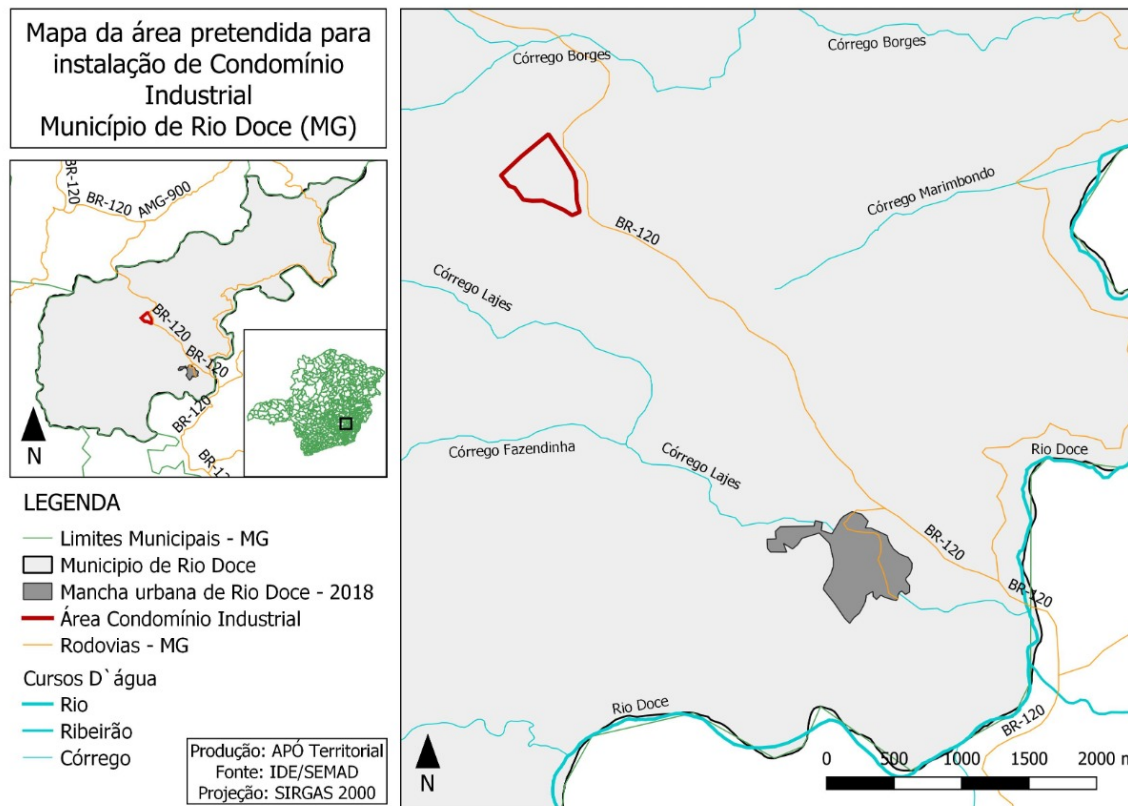 Mapa da área pretendida para
instalação de Condomínio
Industrial
Município de Rio Doce (MG)
BR-120
BR-120
AMG-900
BR-120
BR-120
BR-120
N
LEGENDA
Limites Municipais - MG
Municipio de Rio Doce
Mancha urbana de Rio Doce - 2018
Área Condomínio Industrial
Rodovias - MG
Cursos D`água
Rio
Ribeirão
Córrego
Produção: APÓ Territorial
Fonte: IDE/SEMAD
Projeção: SIRGAS 2000
Córrego Borges
Córrego Borges
Córrego Marimbondo
BR-120
Córrego Lajes
Córrego Fazendinha
Córrego Lajes
Rio Doce
BR-120
BR-120
Rio Doce
BR-120
N
0 500 1000 1500 2000 m